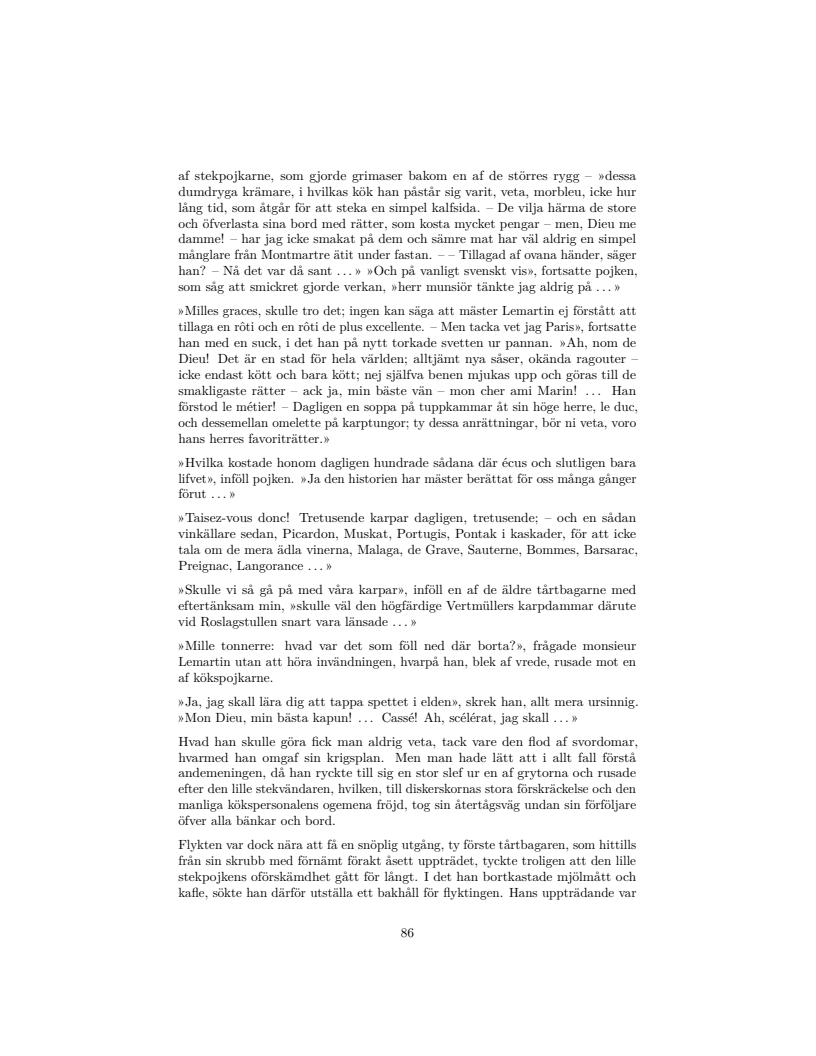 af stekpojkarne, som gjorde grimaser bakom en af de störres rygg – »dessa
dumdryga krämare, i hvilkas kök han påstår sig varit, veta, morbleu, icke hur
lång tid, som åtgår för att steka en simpel kalfsida. – De vilja härma de store
och öfverlasta sina bord med rätter, som kosta mycket pengar – men, Dieu me
damme! – har jag icke smakat på dem och sämre mat har väl aldrig en simpel
månglare från Montmartre ätit under fastan. – – Tillagad af ovana händer, säger
han? – Nå det var då sant . . . » »Och på vanligt svenskt vis», fortsatte pojken,
som såg att smickret gjorde verkan, »herr munsiör tänkte jag aldrig på . . . »
»Milles graces, skulle tro det; ingen kan säga att mäster Lemartin ej förstått att
tillaga en rôti och en rôti de plus excellente. – Men tacka vet jag Paris», fortsatte
han med en suck, i det han på nytt torkade svetten ur pannan. »Ah, nom de
Dieu! Det är en stad för hela världen; alltjämt nya såser, okända ragouter –
icke endast kött och bara kött; nej själfva benen mjukas upp och göras till de
smakligaste rätter – ack ja, min bäste vän – mon cher ami Marin! . . . Han
förstod le métier! – Dagligen en soppa på tuppkammar åt sin höge herre, le duc,
och dessemellan omelette på karptungor; ty dessa anrättningar, bör ni veta, voro
hans herres favoriträtter.»
»Hvilka kostade honom dagligen hundrade sådana där écus och slutligen bara
lifvet», inföll pojken. »Ja den historien har mäster berättat för oss många gånger
förut . . . »
»Taisez-vous donc! Tretusende karpar dagligen, tretusende; – och en sådan
vinkällare sedan, Picardon, Muskat, Portugis, Pontak i kaskader, för att icke
tala om de mera ädla vinerna, Malaga, de Grave, Sauterne, Bommes, Barsarac,
Preignac, Langorance . . . »
»Skulle vi så gå på med våra karpar», inföll en af de äldre tårtbagarne med
eftertänksam min, »skulle väl den högfärdige Vertmüllers karpdammar därute
vid Roslagstullen snart vara länsade . . . »
»Mille tonnerre: hvad var det som föll ned där borta?», frågade monsieur
Lemartin utan att höra invändningen, hvarpå han, blek af vrede, rusade mot en
af kökspojkarne.
»Ja, jag skall lära dig att tappa spettet i elden», skrek han, allt mera ursinnig.
»Mon Dieu, min bästa kapun! . . . Cassé! Ah, scélérat, jag skall . . . »
Hvad han skulle göra fick man aldrig veta, tack vare den flod af svordomar,
hvarmed han omgaf sin krigsplan. Men man hade lätt att i allt fall förstå
andemeningen, då han ryckte till sig en stor slef ur en af grytorna och rusade
efter den lille stekvändaren, hvilken, till diskerskornas stora förskräckelse och den
manliga kökspersonalens ogemena fröjd, tog sin återtågsväg undan sin förföljare
öfver alla bänkar och bord.
Flykten var dock nära att få en snöplig utgång, ty förste tårtbagaren, som hittills
från sin skrubb med förnämt förakt åsett uppträdet, tyckte troligen att den lille
stekpojkens oförskämdhet gått för långt. I det han bortkastade mjölmått och
kafle, sökte han därför utställa ett bakhåll för flyktingen. Hans uppträdande var
86